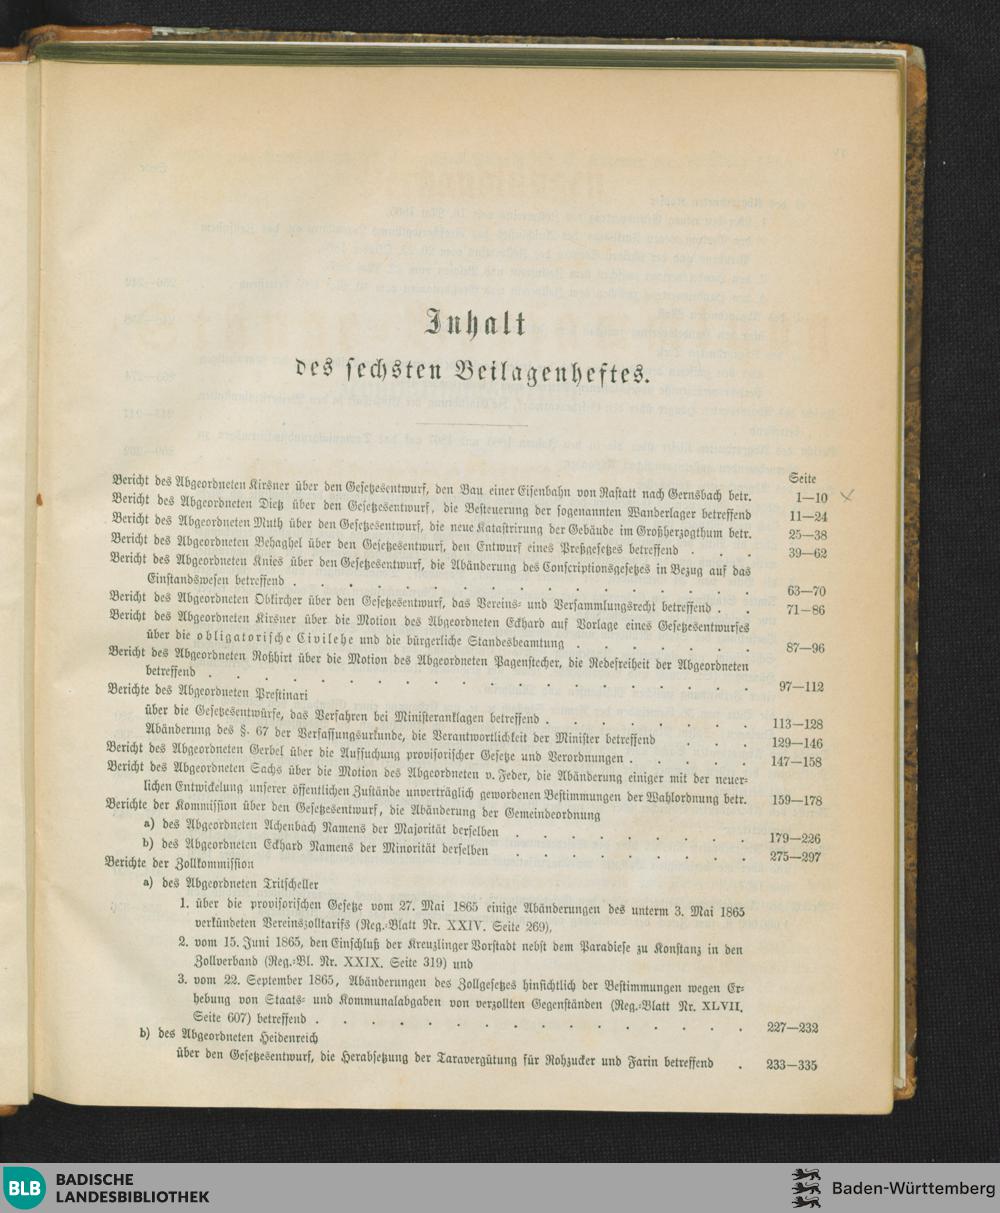 Inhalt
des sechsten Beilagenheftes.
Seite
Bericht des Abgeordneten Kirsner über den Gesetzesentwurf, den Bau einer Eisenbahn von Rastatt nach Gernsbach betr. 1—10
Bericht des Abgeordneten Dietz über den Gesetzesentwurf, die Besteuerung der sogenannten Wanderlager betreffend 11—24
Bericht des Abgeordneten Muth über den Gesetzesentwurf, die neue Katastrirung der Gebäude im Großherzogthum betr. 25—38
Bericht des Abgeordneten Behaghel über den Gesetzesentwurf, den Entwurf eines Preßgesetzes betreffend . . . 39—62
Bericht des Abgeordneten Knies über den Gesetzesentwurf, die Abänderung des Conscriptionsgesetzes in Bezug auf das
Einstandswesen betreffend . . . . . . . . . . . . . . . . . 63—70
Bericht des Abgeordneten Obkircher über den Gesetzesentwurf, das Vereins- und Versammlungsrecht betreffend . . 71—86
Bericht des Abgeordneten Kirsner über die Motion des Abgeordneten Eckhard auf Vorlage eines Gesetzesentwurfes
über die obligatorische Civilehe und die bürgerliche Standesbeamtung . . . . . . . 87—96
Bericht des Abgeordneten Roßhirt über die Motion des Abgeordneten Pagenstecher, die Redefreiheit der Abgeordneten
betreffend . . . . . . . . . . . . . . . . . . . . 97—112
Berichte des Abgeordneten Prestinari
über die Gesetzesentwürfe, das Verfahren bei Ministeranklagen betreffend . . . . . . . . 113—128
Abänderung des §. 67 der Verfassungsurkunde, die Verantwortlichkeit der Minister betreffend . . . 129—146
Bericht des Abgeordneten Gerbel über die Aufsuchung provisorischer Gesetze und Verordnungen . . . . . 147—158
Bericht des Abgeordneten Sachs über die Motion des Abgeordneten v. Feder, die Abänderung einiger mit der neuer-
lichen Entwickelung unserer öffentlichen Zustände unverträglich gewordenen Bestimmungen der Wahlordnung betr. 159—178
Berichte der Kommission über den Gesetzesentwurf, die Abänderung der Gemeindeordnung
a) des Abgeordneten Achenbach Namens der Majorität derselben . . . . . . . . . 179—226
b) des Abgeordneten Eckhard Namens der Minorität derselben . . . . . . . . . 275—297
Berichte der Zollkommission
a) des Abgeordneten Tritscheller
1. über die provisorischen Gesetze vom 27. Mai 1865 einige Abänderungen des unterm 3. Mai 1865
verkündeten Vereinszolltarifs (Reg.-Blatt Nr. XXIV. Seite 269),
2. vom 15. Juni 1865, den Einschluß der Kreuzlinger Vorstadt nebst dem Paradiese zu Konstanz in den
Zollverband (Reg.-Bl. Nr. XXIX. Seite 319) und
3. vom 22. September 1865, Abänderungen des Zollgesetzes hinsichtlich der Bestimmungen wegen Er-
hebung von Staats- und Kommunalabgaben von verzollten Gegenständen (Reg.-Blatt Nr. XLVII.
Seite 607) betreffend . . . . . . . . . . . . . . . . 227—232
b) des Abgeordneten Heidenreich
über den Gesetzesentwurf, die Herabsetzung der Taravergütung für Rohzucker und Farin betreffend . 233—335
BLB
BADISCHE
LANDESBIBLIOTHEK
Baden-Württemberg